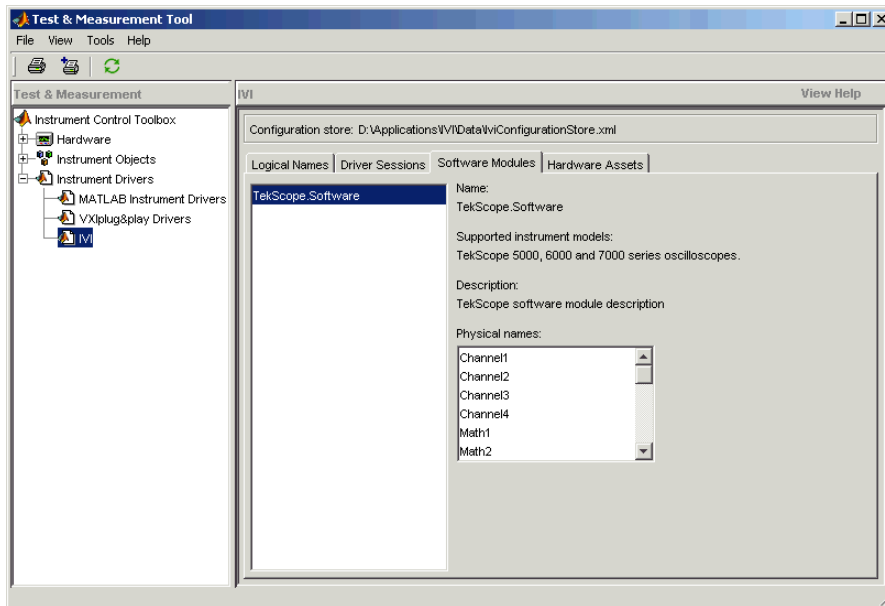 Test & Measurement Tool
File View Tools Help
Test & Measurement
IVI
View Help
Instrument Control Toolbox
Hardware
Instrument Objects
Instrument Drivers
MATLAB Instrument Drivers
VXIplug&play Drivers
IVI
Configuration store: D:\Applications\IVI\Data\IviConfigurationStore.xml
Logical Names Driver Sessions Software Modules Hardware Assets
TekScope.Software
Name:
TekScope.Software
Supported instrument models:
TekScope 5000, 6000 and 7000 series oscilloscopes.
Description:
TekScope software module description
Physical names:
Channel1
Channel2
Channel3
Channel4
Math1
Math2